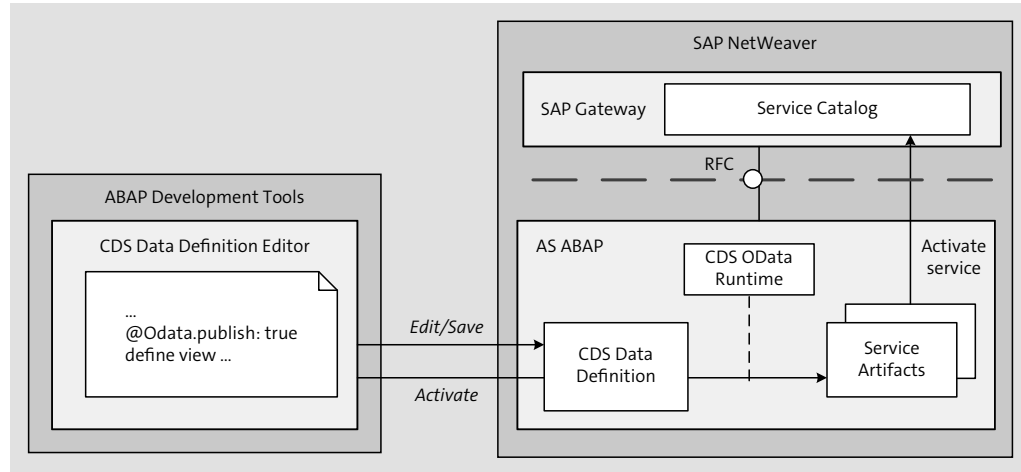 SAP NetWeaver
SAP Gateway
Service Catalog
RFC
ABAP Development Tools
CDS Data Definition Editor
...
@Odata.publish: true
define view ...
Edit/Save
Activate
AS ABAP
CDS OData
Runtime
Activate
service
CDS Data
Definition
Service
Artifacts